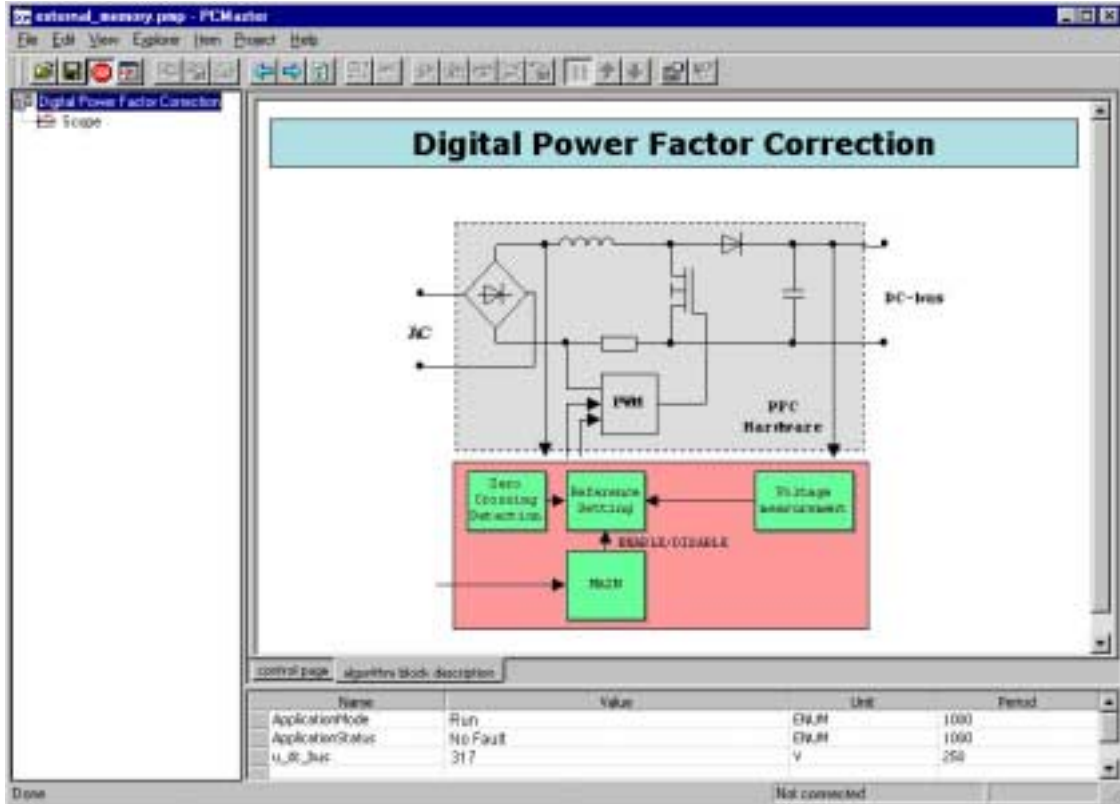 external_memory.pmp - PCMaster
File Edit View Explorer Item Project Help
Digital Power Factor Correction
Scope
Digital Power Factor Correction
AC
DC-bus
PWM
PFC
Hardware
Zero
Crossing
Detection
Reference
Setting
Voltage
measurement
ENABLE/DISABLE
MAIN
control page
algorithm block description
Name Value Unit Period
ApplicationMode Run ENUM 1000
ApplicationStatus No Fault ENUM 1000
u_dc_bus 317 V 250
Done
Not connected